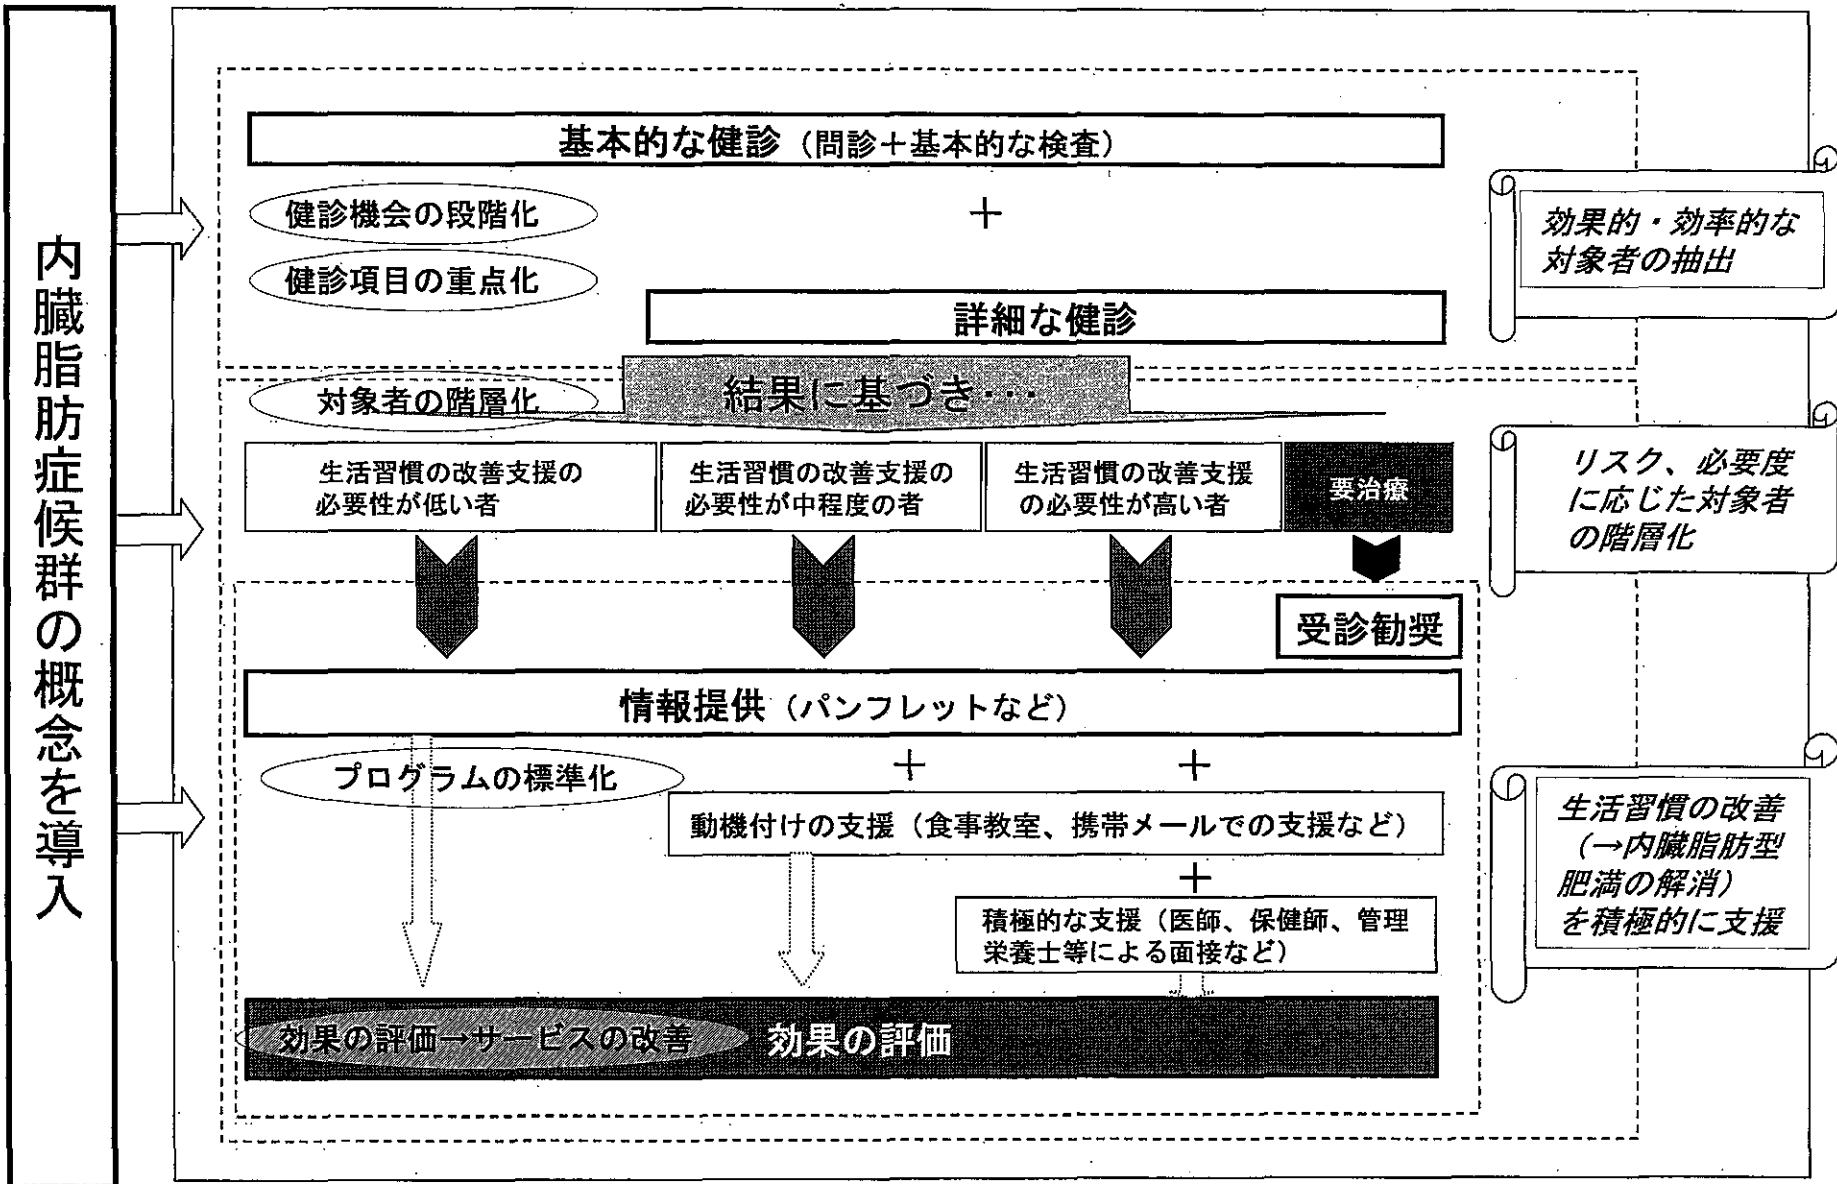 内臓脂肪症候群の概念を導入
基本的な健診（問診＋基本的な検査）
健診機会の段階化
＋
健診項目の重点化
詳細な健診
効果的・効率的な
対象者の抽出
対象者の階層化
結果に基づき・・・
生活習慣の改善支援の
必要性が低い者
生活習慣の改善支援の
必要性が中程度の者
生活習慣の改善支援
の必要性が高い者
要治療
リスク、必要度
に応じた対象者
の階層化
受診勧奨
情報提供（パンフレットなど）
プログラムの標準化
＋
＋
動機付けの支援（食事教室、携帯メールでの支援など）
＋
積極的な支援（医師、保健師、管理
栄養士等による面接など）
生活習慣の改善
（→内臓脂肪型
肥満の解消）
を積極的に支援
効果の評価→サービスの改善
効果の評価